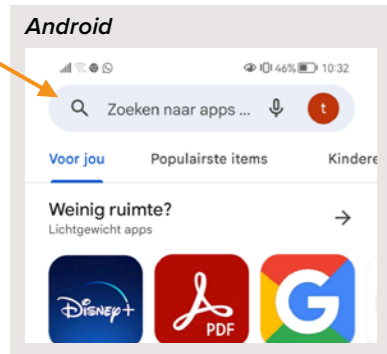 Android
46% 10:32
Zoeken naar apps ... t
Voor jou Populairste items Kindere
Weinig ruimte?
Lichtgewicht apps
Disney+ PDF G